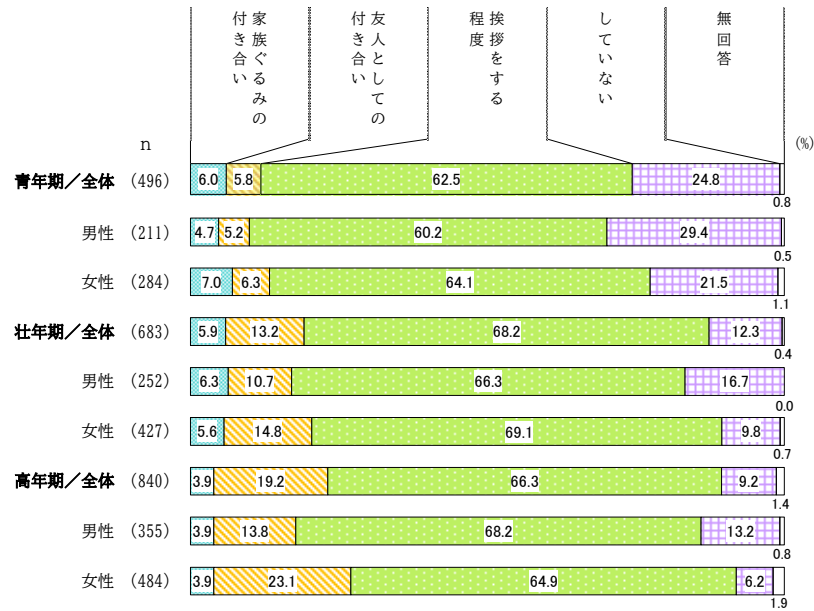 家族ぐるみの
付き合い
友人としての
付き合い
挨拶をする
程度
していない
無回答
n
(%)
青年期／全体 (496) 6.0 5.8 62.5 24.8 0.8
男性 (211) 4.7 5.2 60.2 29.4 0.5
女性 (284) 7.0 6.3 64.1 21.5 1.1
壮年期／全体 (683) 5.9 13.2 68.2 12.3 0.4
男性 (252) 6.3 10.7 66.3 16.7 0.0
女性 (427) 5.6 14.8 69.1 9.8 0.7
高年期／全体 (840) 3.9 19.2 66.3 9.2 1.4
男性 (355) 3.9 13.8 68.2 13.2 0.8
女性 (484) 3.9 23.1 64.9 6.2 1.9